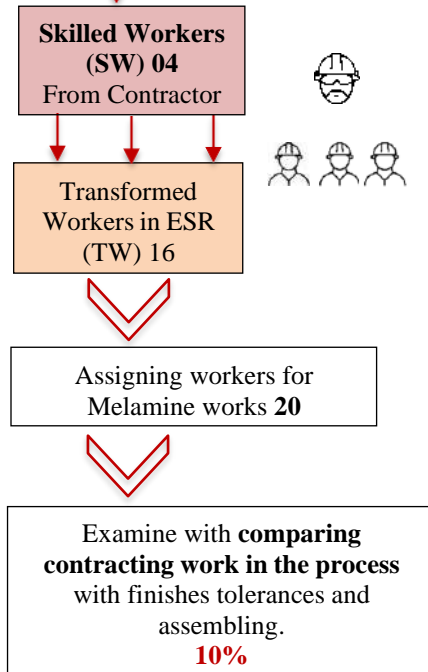 Skilled Workers
(SW) 04
From Contractor
Transformed
Workers in ESR
(TW) 16
Assigning workers for
Melamine works 20
Examine with comparing
contracting work in the process
with finishes tolerances and
assembling.
10%